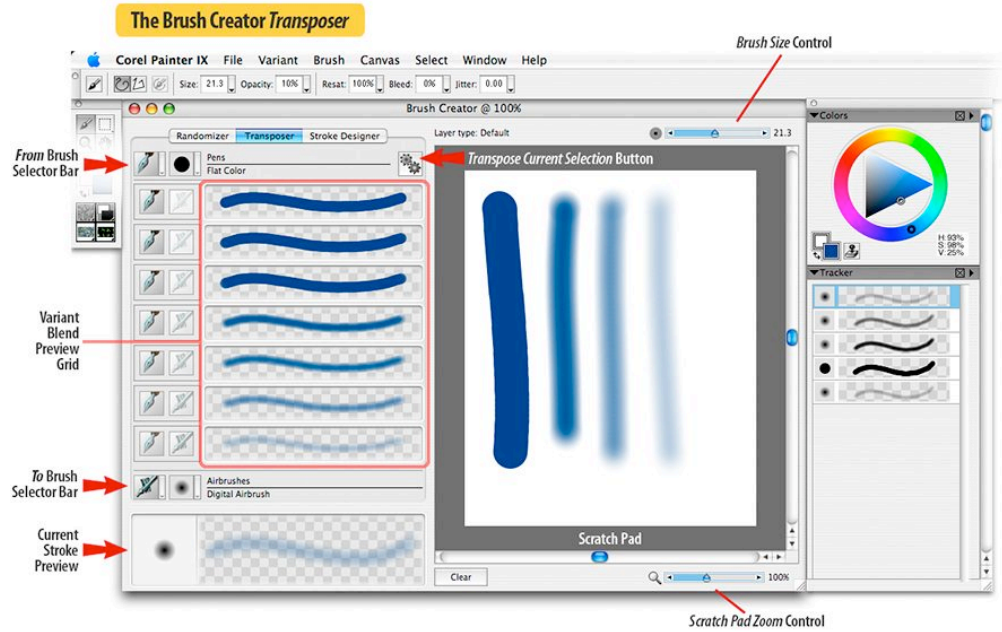 The Brush Creator Transposer
Brush Size Control
Corel Painter IX File Variant Brush Canvas Select Window Help
Size: 21.3 Opacity: 10% Resat: 100% Bleed: 0% Jitter: 0.00
Brush Creator @ 100%
Colors
Randomizer Transposer Stroke Designer
Layer type: Default
21.3
From Brush
Selector Bar
Pens
Flat Color
Transpose Current Selection Button
H: 93%
S: 98%
V: 25%
Tracker
Variant
Blend
Preview
Grid
To Brush
Selector Bar
Airbrushes
Digital Airbrush
Current
Stroke
Preview
Scratch Pad
Clear
100%
Scratch Pad Zoom Control